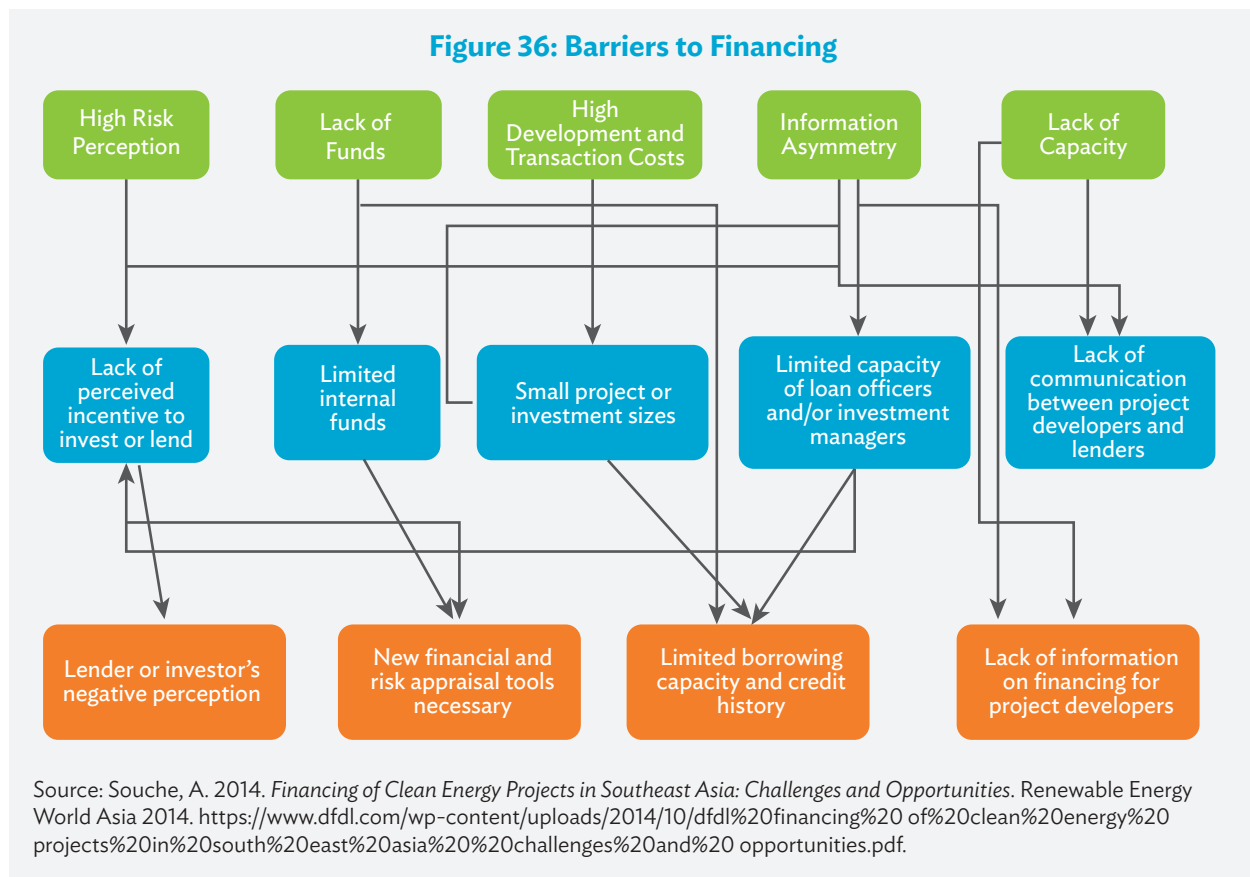 Figure 36: Barriers to Financing
High Risk
Perception
Lack of
Funds
High
Development and
Transaction Costs
Information
Asymmetry
Lack of
Capacity
Lack of
perceived
incentive to
invest or lend
Limited
internal
funds
Small project or
investment sizes
Limited capacity
of loan officers
and/or investment
managers
Lack of
communication
between project
developers and
lenders
Lender or investor’s
negative perception
New financial and
risk appraisal tools
necessary
Limited borrowing
capacity and credit
history
Lack of information
on financing for
project developers
Source: Souche, A. 2014. Financing of Clean Energy Projects in Southeast Asia: Challenges and Opportunities. Renewable Energy
World Asia 2014. https://www.dfdl.com/wp-content/uploads/2014/10/dfdl%20financing%20 of%20clean%20energy%20
projects%20in%20south%20east%20asia%20%20challenges%20and%20 opportunities.pdf.